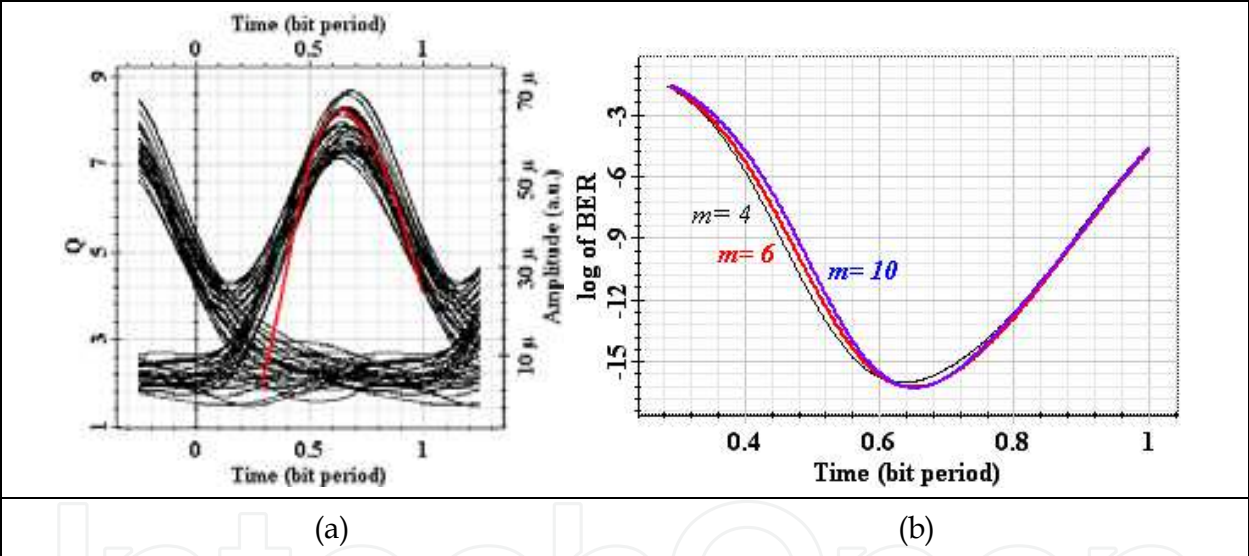 Time (bit period)
0 0.5 1
9
7
5
3
1
Q
70 μ
50 μ
30 μ
10 μ
Amplitude (a.u.)
0 0.5 1
Time (bit period)
-3
-6
-9
-12
-15
log of BER
m= 4
m= 6
m= 10
0.4 0.6 0.8 1
Time (bit period)
(a) (b)